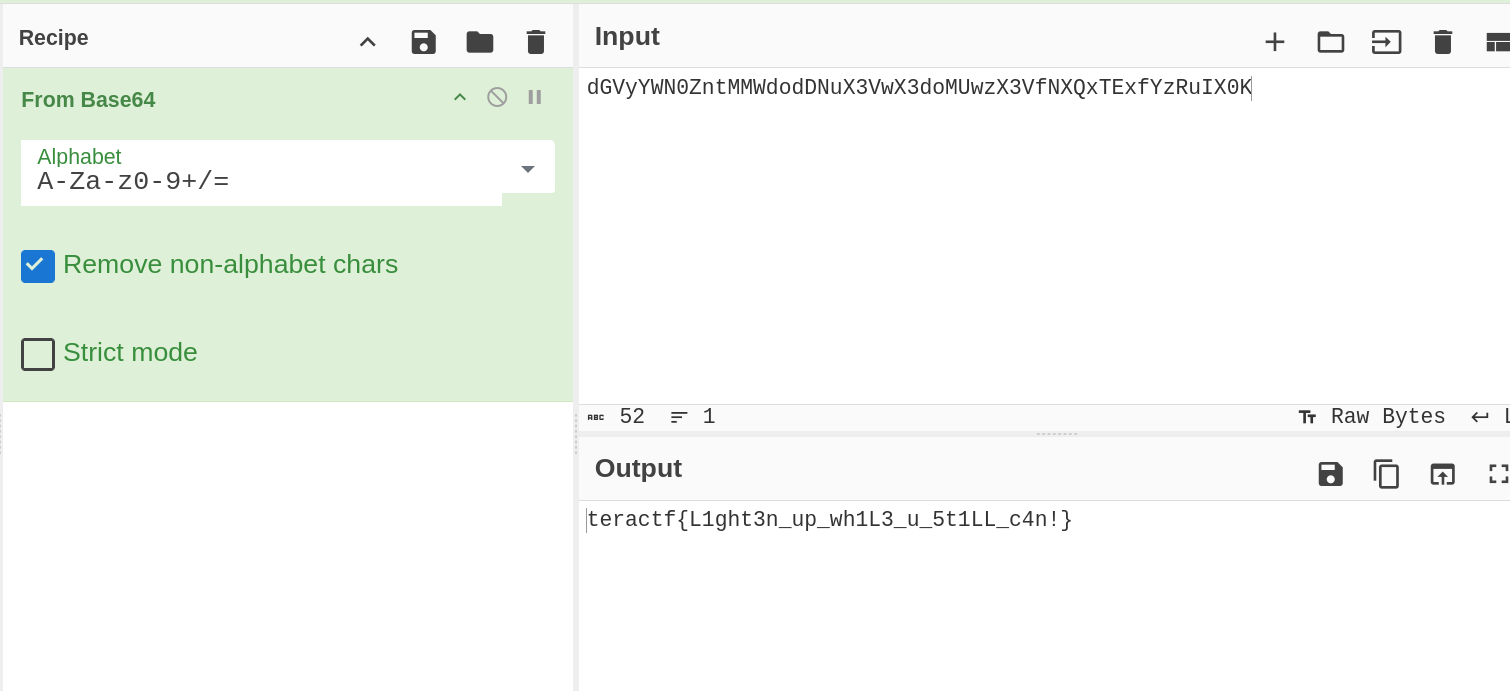 Recipe
From Base64
Alphabet
A-Za-z0-9+/=
Remove non-alphabet chars
Strict mode
Input
dGVyYWN0ZntMMWdodDNuX3VwX3doMUwzX3VfNXQxTExfYzRuIX0K
ABC 52 1
Raw Bytes L
Output
teractf{L1ght3n_up_wh1L3_u_5t1LL_c4n!}